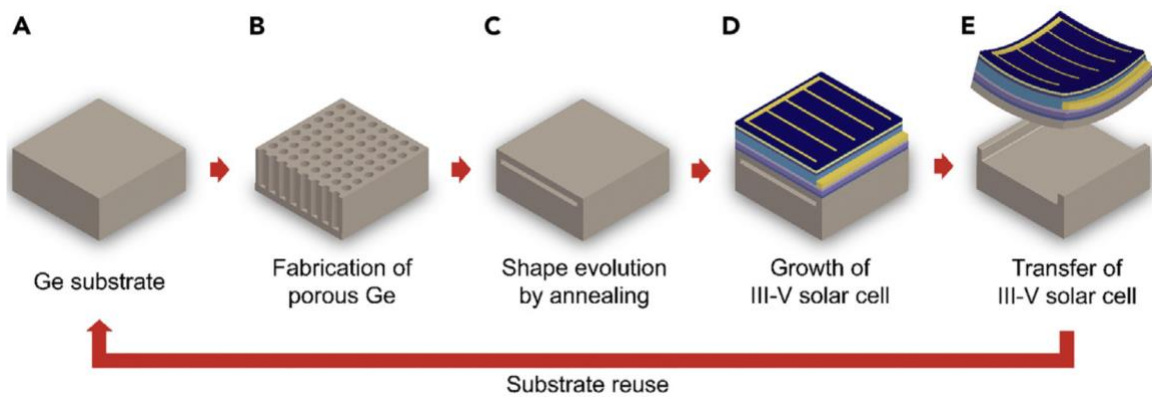 A
B
C
D
E
Ge substrate
Fabrication of
porous Ge
Shape evolution
by annealing
Growth of
III-V solar cell
Transfer of
III-V solar cell
Substrate reuse